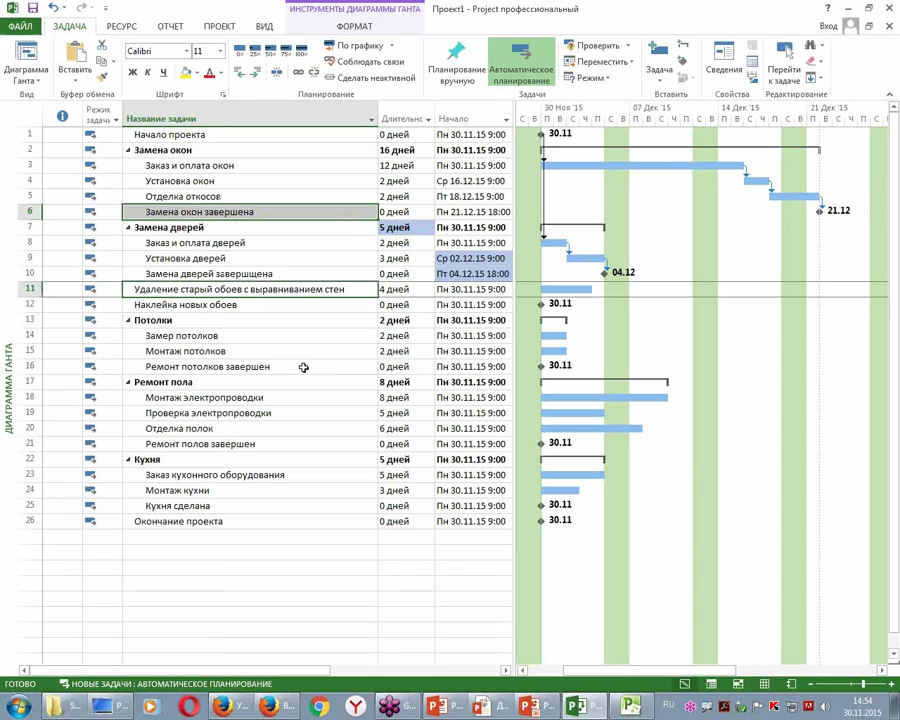 ИНСТРУМЕНТЫ ДИАГРАММЫ ГАНТА
Проект1 - Project профессиональный
ФАЙЛ ЗАДАЧА РЕСУРС ОТЧЕТ ПРОЕКТ ВИД ФОРМАТ Вход
Диаграмма Ганта
Вставить
Calibri 11
Ж К Ч
0% 25% 50% 75% 100%
По графику
Соблюдать связи
Сделать неактивной
Планирование вручную
Автоматическое планирование
Проверить
Переместить
Режим
Задача
Сведения
Перейти к задаче
Вид Буфер обмена Шрифт Планирование Задачи Вставить Свойства Редактирование
Режим задачи Название задачи Длительнс Начало
30 Ноя '15 07 Дек '15 14 Дек '15 21 Дек '15
С В П В С Ч П С В П В С Ч П С В П В С Ч П С В П В С Ч П С В
1 Начало проекта 0 дней Пн 30.11.15 9:00 30.11
2 Замена окон 16 дней Пн 30.11.15 9:00
3 Заказ и оплата окон 12 дней Пн 30.11.15 9:00
4 Установка окон 2 дней Ср 16.12.15 9:00
5 Отделка откосов 2 дней Пт 18.12.15 9:00
6 Замена окон завершена 0 дней Пн 21.12.15 18:00 21.12
7 Замена дверей 5 дней Пн 30.11.15 9:00
8 Заказ и оплата дверей 2 дней Пн 30.11.15 9:00
9 Установка дверей 3 дней Ср 02.12.15 9:00
10 Замена дверей завершщена 0 дней Пт 04.12.15 18:00 04.12
11 Удаление старый обоев с выравниванием стен 4 дней Пн 30.11.15 9:00
12 Наклейка новых обоев 0 дней Пн 30.11.15 9:00 30.11
13 Потолки 2 дней Пн 30.11.15 9:00
14 Замер потолков 2 дней Пн 30.11.15 9:00
15 Монтаж потолков 2 дней Пн 30.11.15 9:00
16 Ремонт потолков завершен 0 дней Пн 30.11.15 9:00 30.11
17 Ремонт пола 8 дней Пн 30.11.15 9:00
18 Монтаж электропроводки 8 дней Пн 30.11.15 9:00
19 Проверка электропроводки 5 дней Пн 30.11.15 9:00
20 Отделка полок 6 дней Пн 30.11.15 9:00
21 Ремонт полов завершен 0 дней Пн 30.11.15 9:00 30.11
22 Кухня 5 дней Пн 30.11.15 9:00
23 Заказ кухонного оборудования 5 дней Пн 30.11.15 9:00
24 Монтаж кухни 3 дней Пн 30.11.15 9:00
25 Кухня сделана 0 дней Пн 30.11.15 9:00 30.11
26 Окончание проекта 0 дней Пн 30.11.15 9:00 30.11
ДИАГРАММА ГАНТА
ГОТОВО НОВЫЕ ЗАДАЧИ : АВТОМАТИЧЕСКОЕ ПЛАНИРОВАНИЕ
S... P... У... В... G... P... Д... P... P...
RU 14:54
30.11.2015